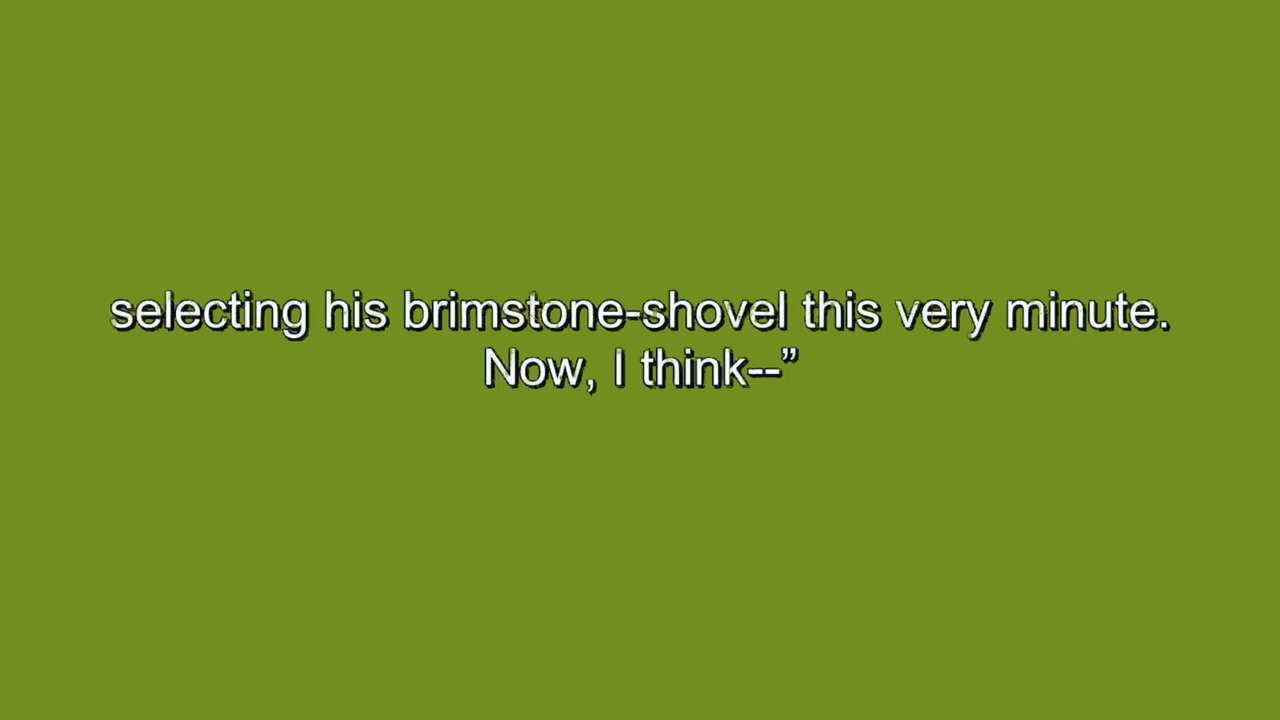 selecting his brimstone-shovel this very minute.
Now, I think--”